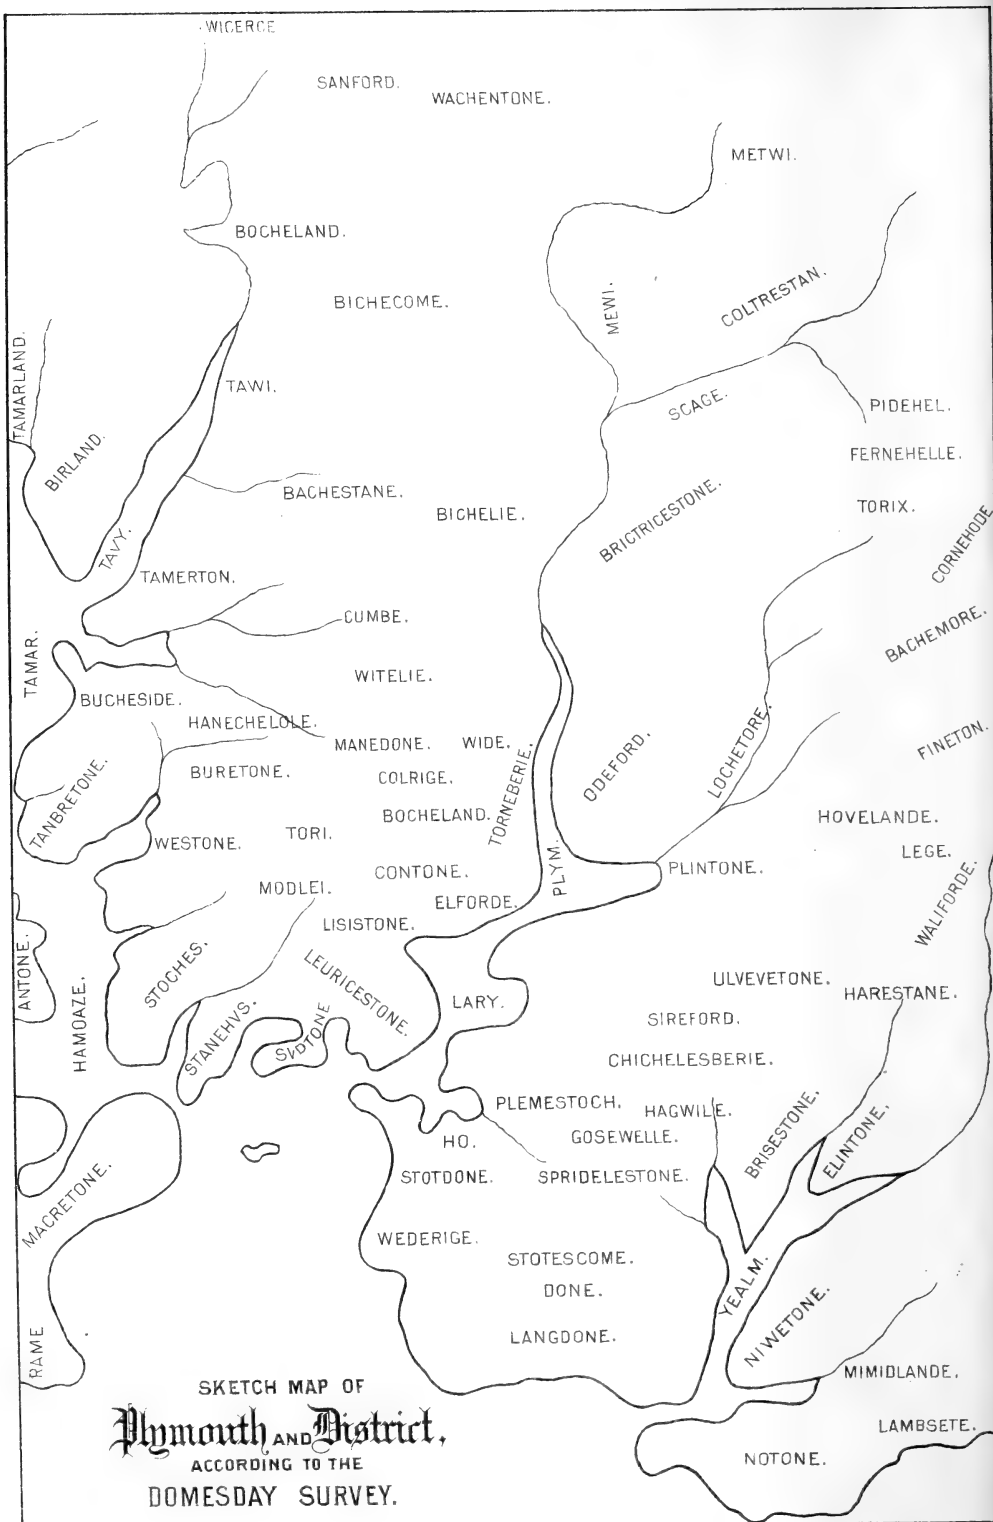 WICERCE
SANFORD.
WACHENTONE.
METWI.
BOCHELAND.
BICHECOME.
MEWI.
COLTRESTAN.
TAMARLAND.
TAWI.
SCAGE.
PIDEHEL.
BIRLAND.
FERNEHELLE.
BACHESTANE.
BICHELIE.
BRICTRICESTONE.
TORIX.
CORNEHODE
TAVY.
TAMERTON.
CUMBE.
BACHEMORE.
TAMAR.
WITELIE.
BUCHESIDE.
HANECHELOLE.
MANEDONE.
WIDE.
TORNEBERIE.
ODEFORD.
LOCHETORE.
FINETON.
BURETONE.
COLRIGE.
TANBRETONE.
BOCHELAND.
HOVELANDE.
WESTONE.
TORI.
LEGE.
CONTONE.
PLYM.
PLINTONE.
MODLEI.
ELFORDE.
WALIFORDE.
LISISTONE.
ANTONE.
STOCHES.
LEURICESTONE.
LARY.
ULVEVETONE.
HARESTANE.
HAMOAZE.
STANEHVS.
SVDTONE
SIREFORD.
CHICHELESBERIE.
PLEMESTOCH.
HAGWILE.
BRISESTONE.
ELINTONE.
HO.
GOSEWELLE.
MACRETONE.
STOTDONE.
SPRIDELESTONE.
WEDERIGE.
STOTESCOME.
YEALM.
DONE.
NIWETONE.
RAME
LANGDONE.
MIMIDLANDE.
LAMBSETE.
NOTONE.
SKETCH MAP OF
Plymouth AND District,
ACCORDING TO THE
DOMESDAY SURVEY.